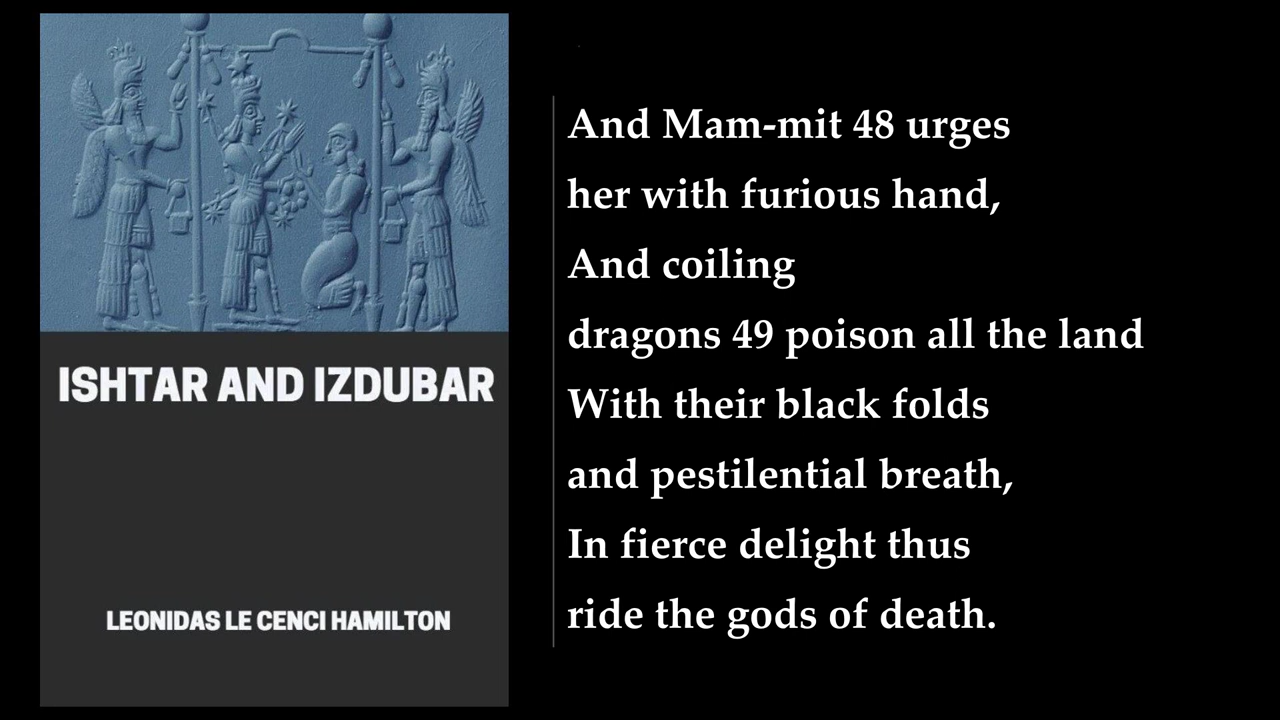 ISHTAR AND IZDUBAR
LEONIDAS LE CENCI HAMILTON
And Mam-mit 48 urges
her with furious hand,
And coiling
dragons 49 poison all the land
With their black folds
and pestilential breath,
In fierce delight thus
ride the gods of death.